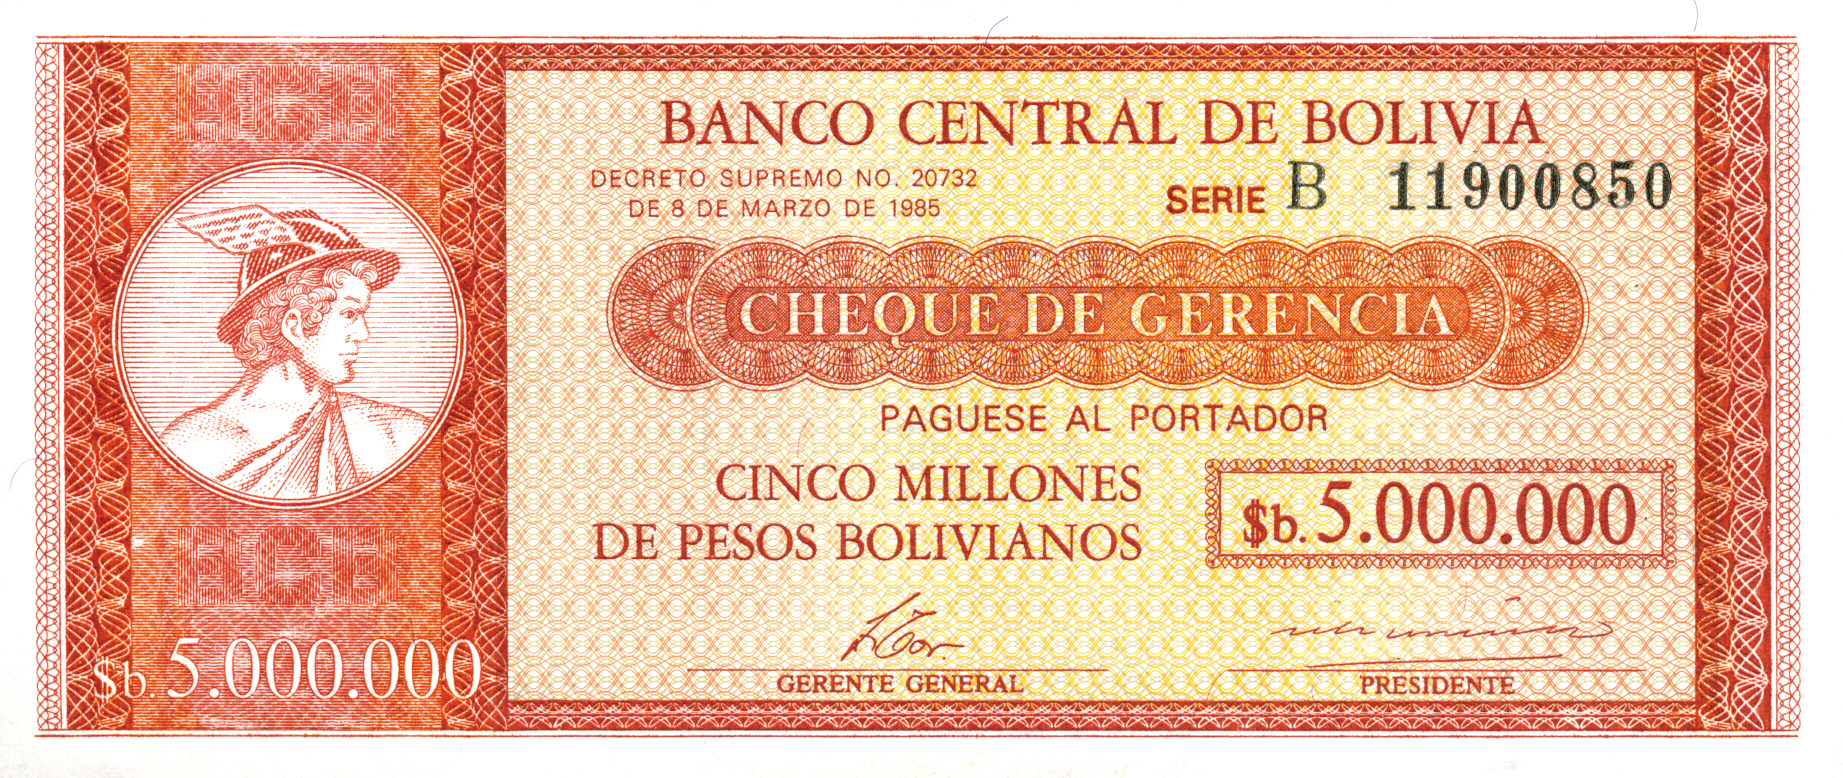 BANCO CENTRAL DE BOLIVIA
DECRETO SUPREMO NO. 20732
DE 8 DE MARZO DE 1985
SERIE B 11900850
CHEQUE DE GERENCIA
PAGUESE AL PORTADOR
CINCO MILLONES
DE PESOS BOLIVIANOS
$b. 5.000.000
$b. 5.000.000
GERENTE GENERAL
PRESIDENTE